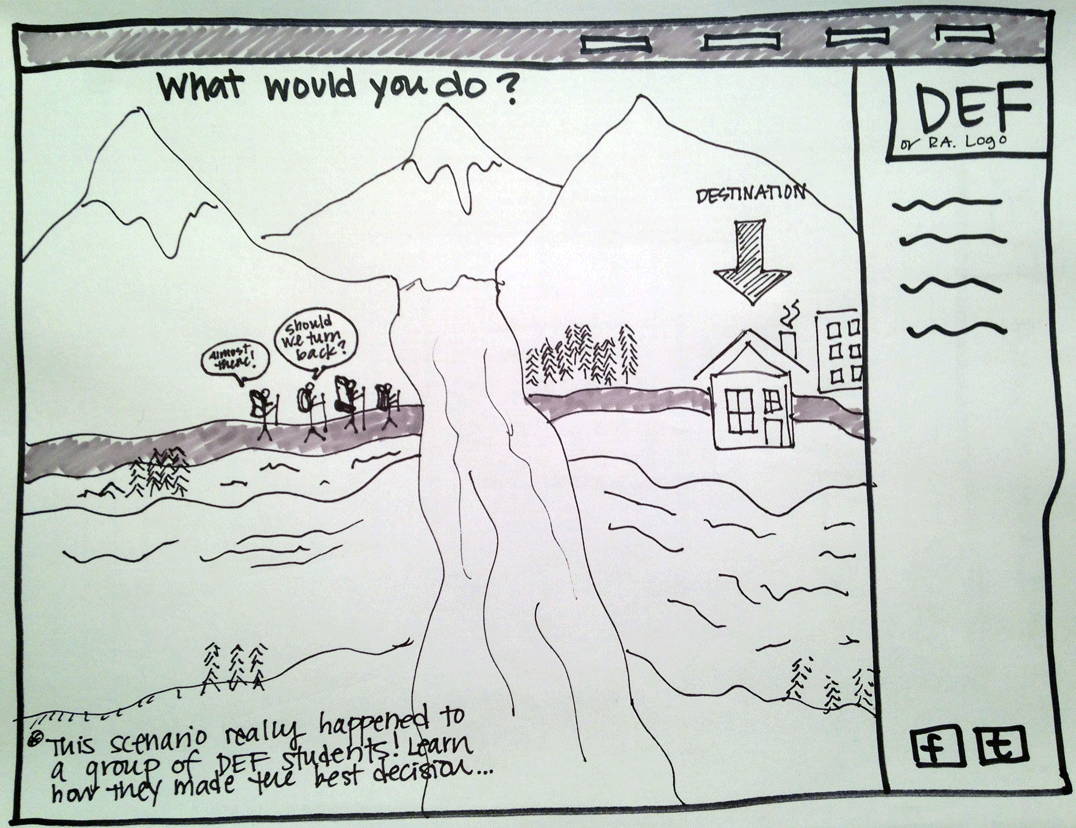 What would you do?
DEF
or RA. Logo
DESTINATION
Should
we turn
back?
Almost
there!
*This scenario really happened to
a group of DEF students! Learn
how they made the best decision...
f
t